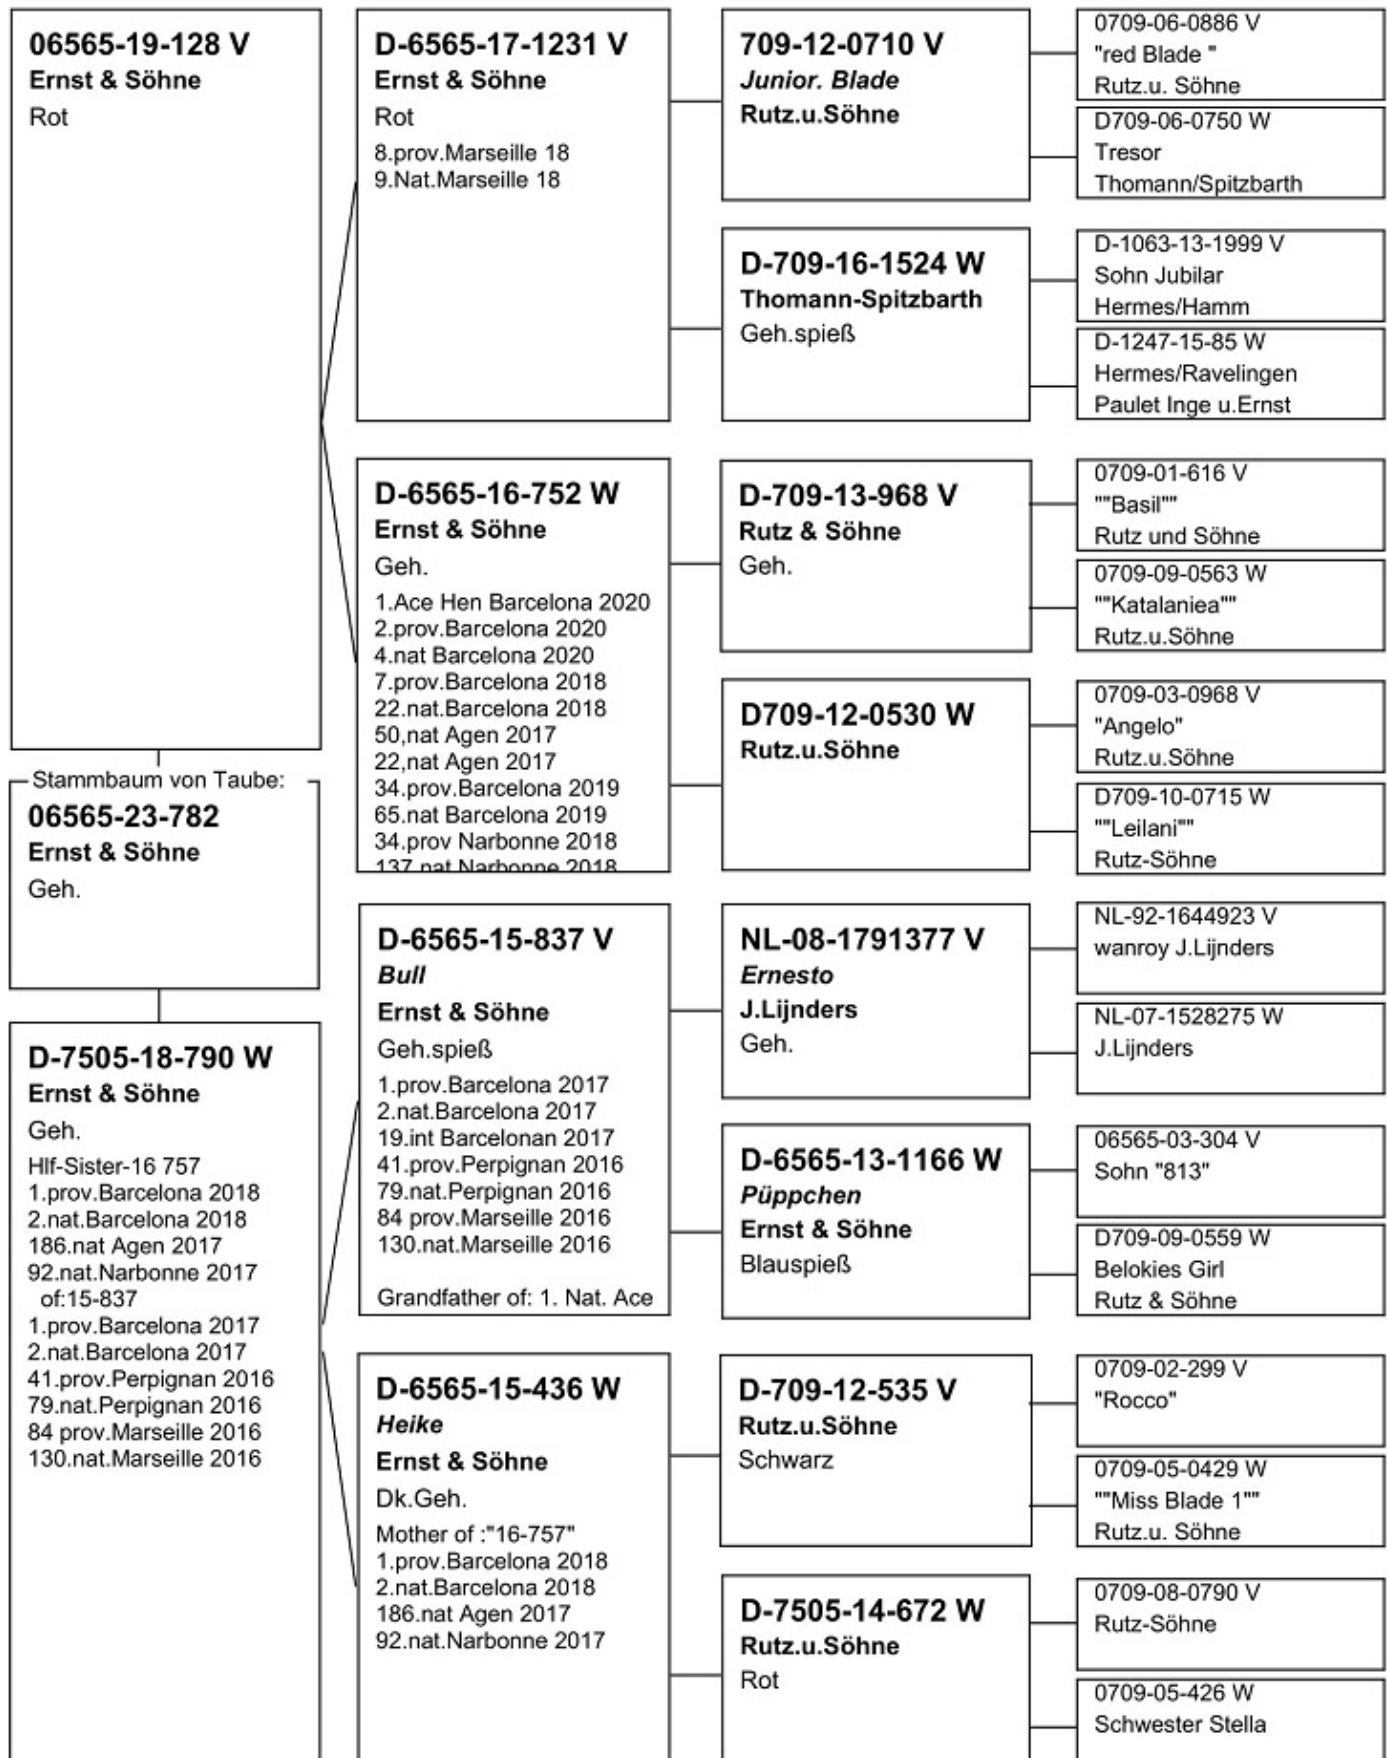 06565-19-128 V
Ernst & Söhne
Rot
Stammbaum von Taube:
06565-23-782
Ernst & Söhne
Geh.
D-7505-18-790 W
Ernst & Söhne
Geh.
Hlf-Sister-16 757
1.prov.Barcelona 2018
2.nat.Barcelona 2018
186.nat Agen 2017
92.nat.Narbonne 2017
of:15-837
1.prov.Barcelona 2017
2.nat.Barcelona 2017
41.prov.Perpignan 2016
79.nat.Perpignan 2016
84 prov.Marseille 2016
130.nat.Marseille 2016
D-6565-17-1231 V
Ernst & Söhne
Rot
8.prov.Marseille 18
9.Nat.Marseille 18
D-6565-16-752 W
Ernst & Söhne
Geh.
1.Ace Hen Barcelona 2020
2.prov.Barcelona 2020
4.nat Barcelona 2020
7.prov.Barcelona 2018
22.nat.Barcelona 2018
50,nat Agen 2017
22,nat Agen 2017
34.prov.Barcelona 2019
65.nat Barcelona 2019
34.prov Narbonne 2018
137.nat Narbonne 2018
D-6565-15-837 V
Bull
Ernst & Söhne
Geh.spieß
1.prov.Barcelona 2017
2.nat.Barcelona 2017
19.int Barcelonan 2017
41.prov.Perpignan 2016
79.nat.Perpignan 2016
84 prov.Marseille 2016
130.nat.Marseille 2016
Grandfather of: 1. Nat. Ace
D-6565-15-436 W
Heike
Ernst & Söhne
Dk.Geh.
Mother of :"16-757"
1.prov.Barcelona 2018
2.nat.Barcelona 2018
186.nat Agen 2017
92.nat.Narbonne 2017
709-12-0710 V
Junior. Blade
Rutz.u.Söhne
D-709-16-1524 W
Thomann-Spitzbarth
Geh.spieß
D-709-13-968 V
Rutz & Söhne
Geh.
D709-12-0530 W
Rutz.u.Söhne
NL-08-1791377 V
Ernesto
J.Lijnders
Geh.
D-6565-13-1166 W
Püppchen
Ernst & Söhne
Blauspieß
D-709-12-535 V
Rutz.u.Söhne
Schwarz
D-7505-14-672 W
Rutz.u.Söhne
Rot
0709-06-0886 V
"red Blade "
Rutz.u. Söhne
D709-06-0750 W
Tresor
Thomann/Spitzbarth
D-1063-13-1999 V
Sohn Jubilar
Hermes/Hamm
D-1247-15-85 W
Hermes/Ravelingen
Paulet Inge u.Ernst
0709-01-616 V
""Basil""
Rutz und Söhne
0709-09-0563 W
""Katalaniea""
Rutz.u.Söhne
0709-03-0968 V
"Angelo"
Rutz.u.Söhne
D709-10-0715 W
""Leilani""
Rutz-Söhne
NL-92-1644923 V
wanroy J.Lijnders
NL-07-1528275 W
J.Lijnders
06565-03-304 V
Sohn "813"
D709-09-0559 W
Belokies Girl
Rutz & Söhne
0709-02-299 V
"Rocco"
0709-05-0429 W
""Miss Blade 1""
Rutz.u. Söhne
0709-08-0790 V
Rutz-Söhne
0709-05-426 W
Schwester Stella